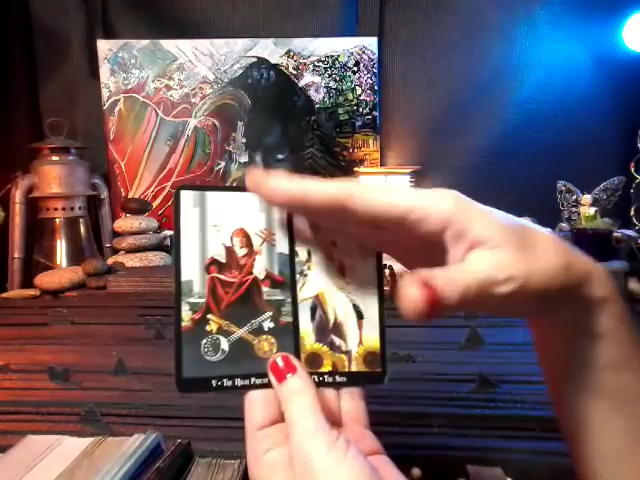 V • The High Priest
X • The Sun